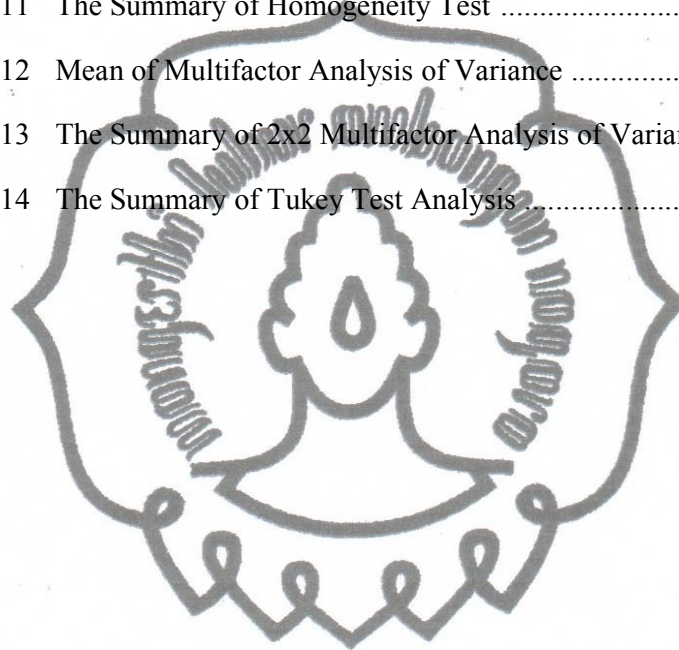 11 The Summary of Homogeneity Test ........................
12 Mean of Multifactor Analysis of Variance ...............
13 The Summary of 2x2 Multifactor Analysis of Varian
14 The Summary of Tukey Test Analysis .....................